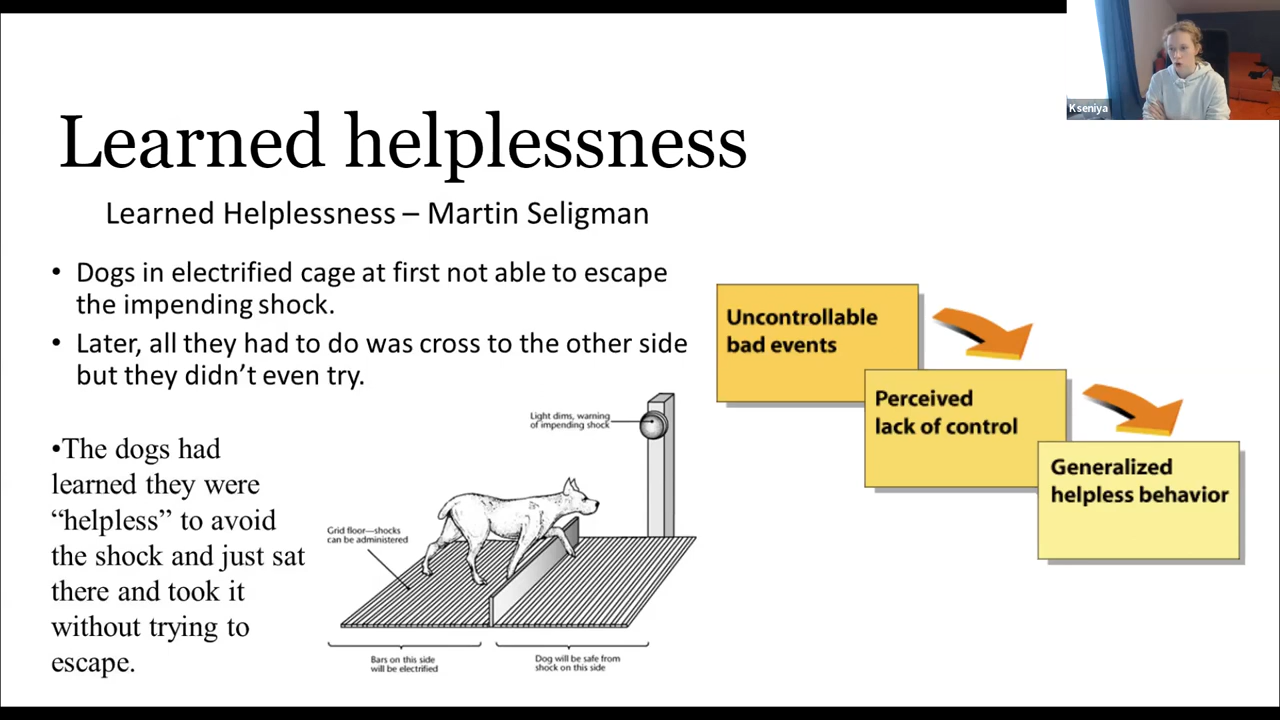 Kseniya
Learned helplessness
Learned Helplessness – Martin Seligman
• Dogs in electrified cage at first not able to escape
the impending shock.
• Later, all they had to do was cross to the other side
but they didn’t even try.
•The dogs had
learned they were
“helpless” to avoid
the shock and just sat
there and took it
without trying to
escape.
Light dims, warning
of impending shock
Grid floor—shocks
can be administered
Bars on this side
will be electrified
Dog will be safe from
shock on this side
Uncontrollable
bad events
Perceived
lack of control
Generalized
helpless behavior